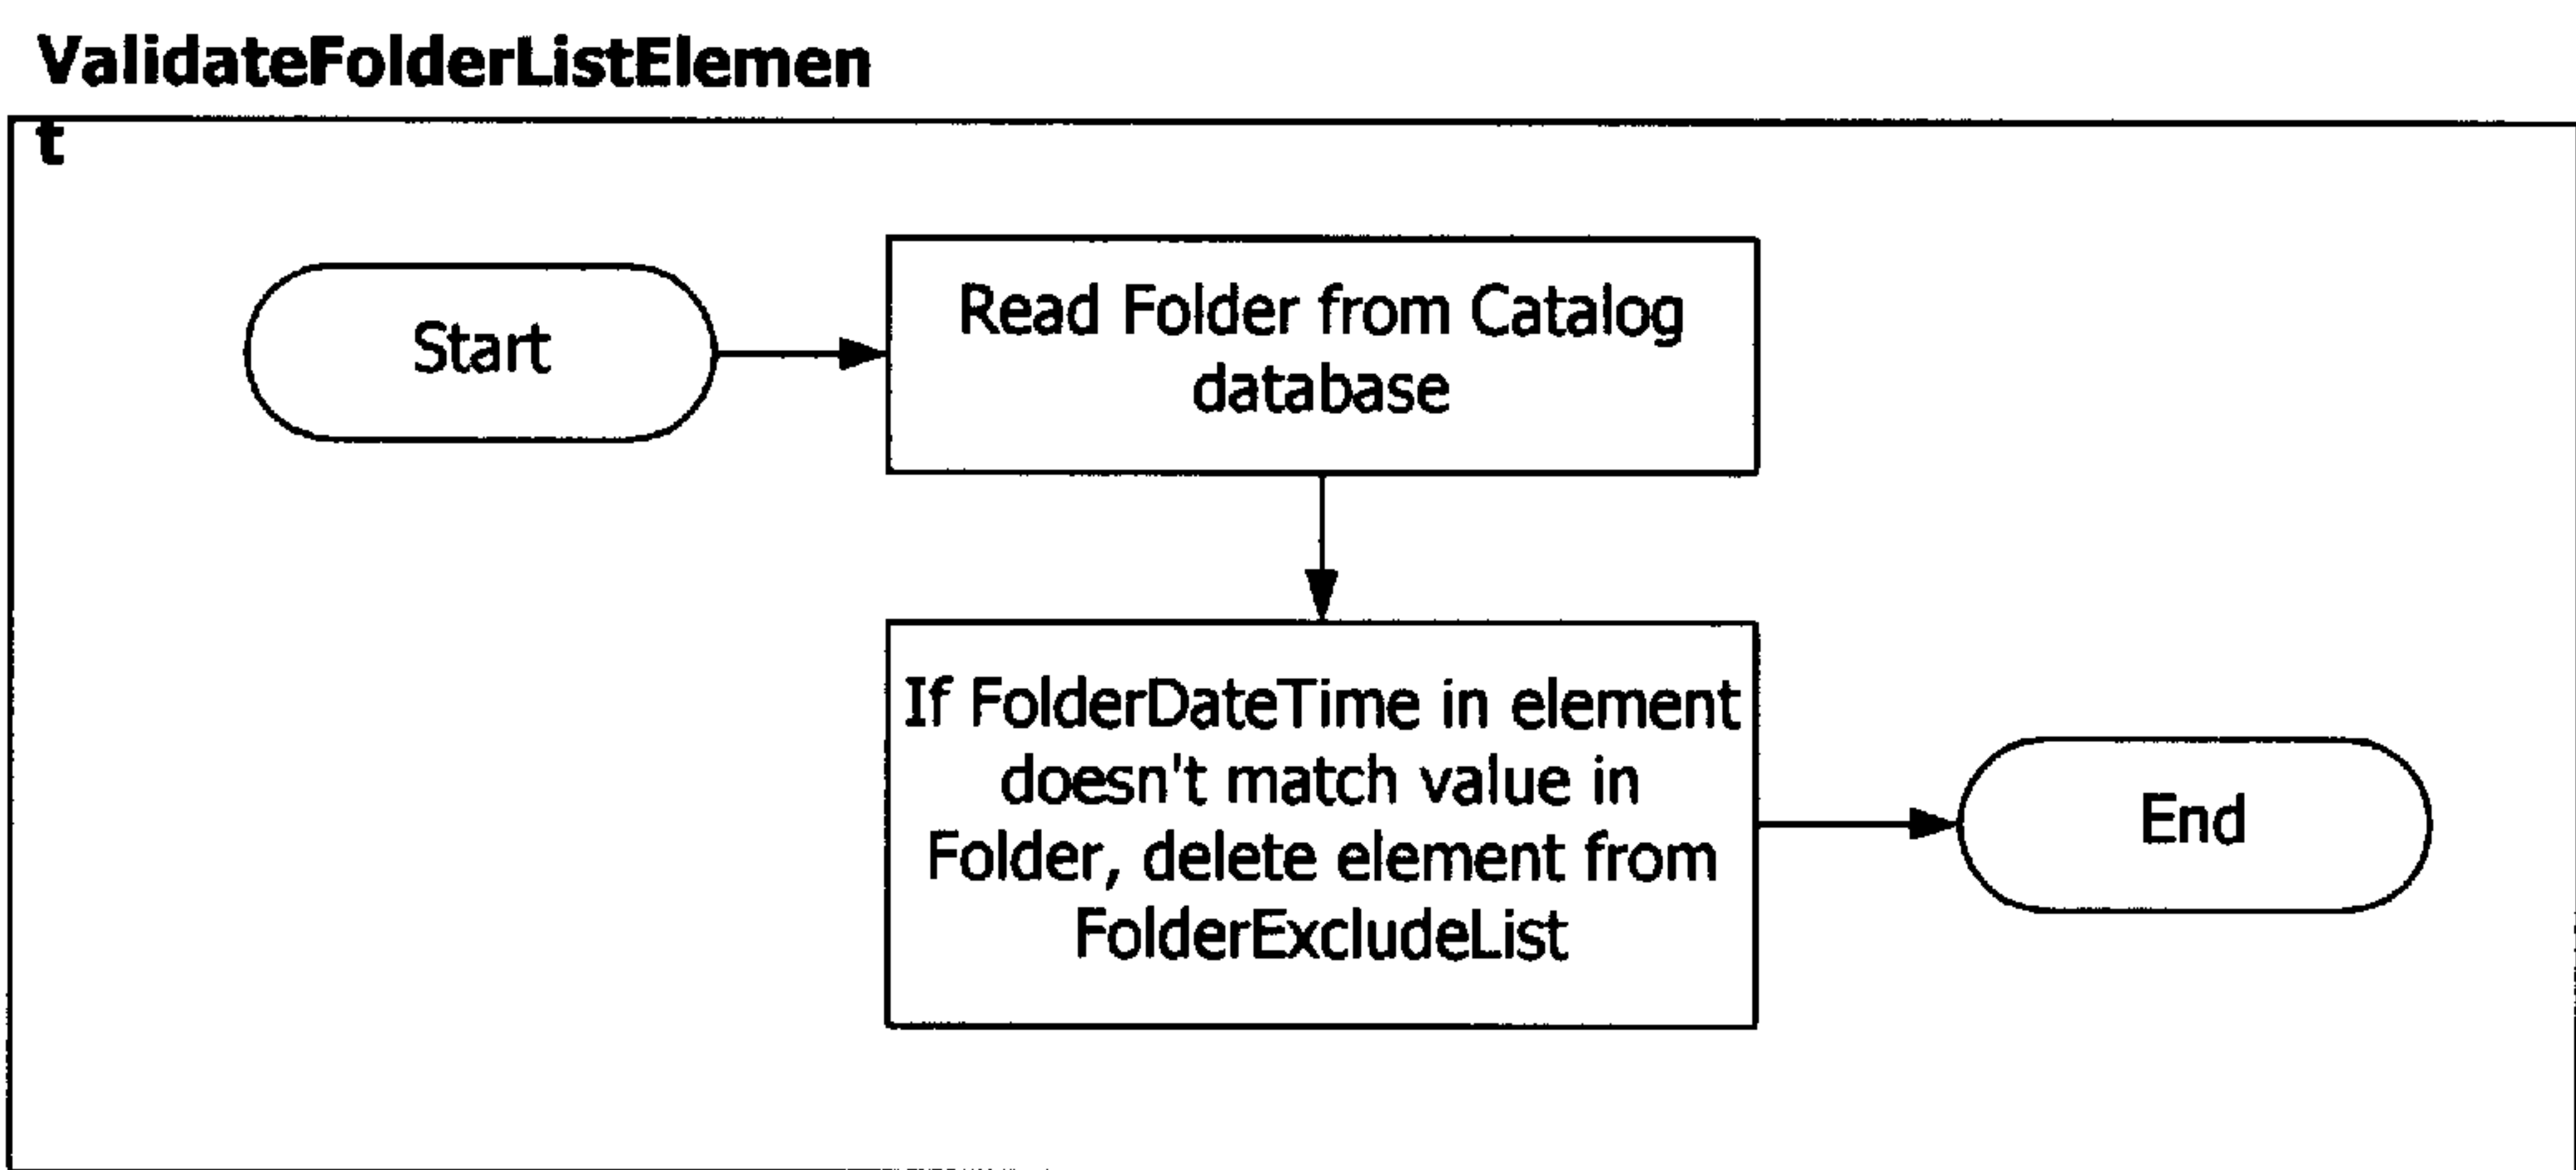 ValidateFolderListElemen
t
Start
Read Folder from Catalog
database
If FolderDateTime in element
doesn't match value in
Folder, delete element from
FolderExcludeList
End